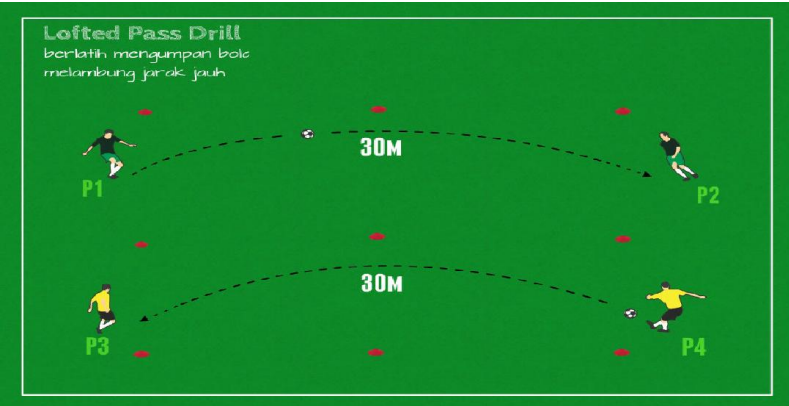 Lofted Pass Drill
berlatih mengumpan bola
melambung jarak jauh
30M
P1
P2
30M
P3
P4